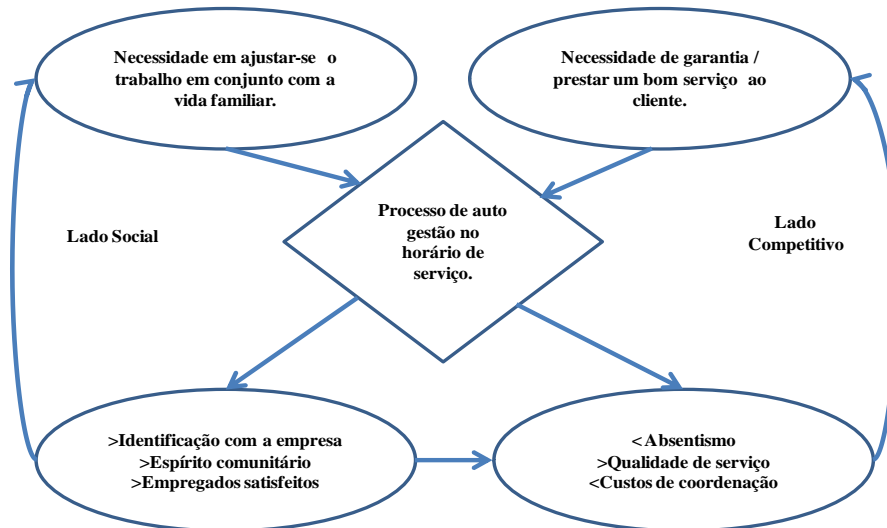 Necessidade em ajustar-se o
trabalho em conjunto com a
vida familiar.
Necessidade de garantia /
prestar um bom serviço ao
cliente.
Processo de auto
gestão no
horário de
serviço.
Lado Social
Lado
Competitivo
>Identificação com a empresa
>Espírito comunitário
>Empregados satisfeitos
< Absentismo
>Qualidade de serviço
<Custos de coordenação